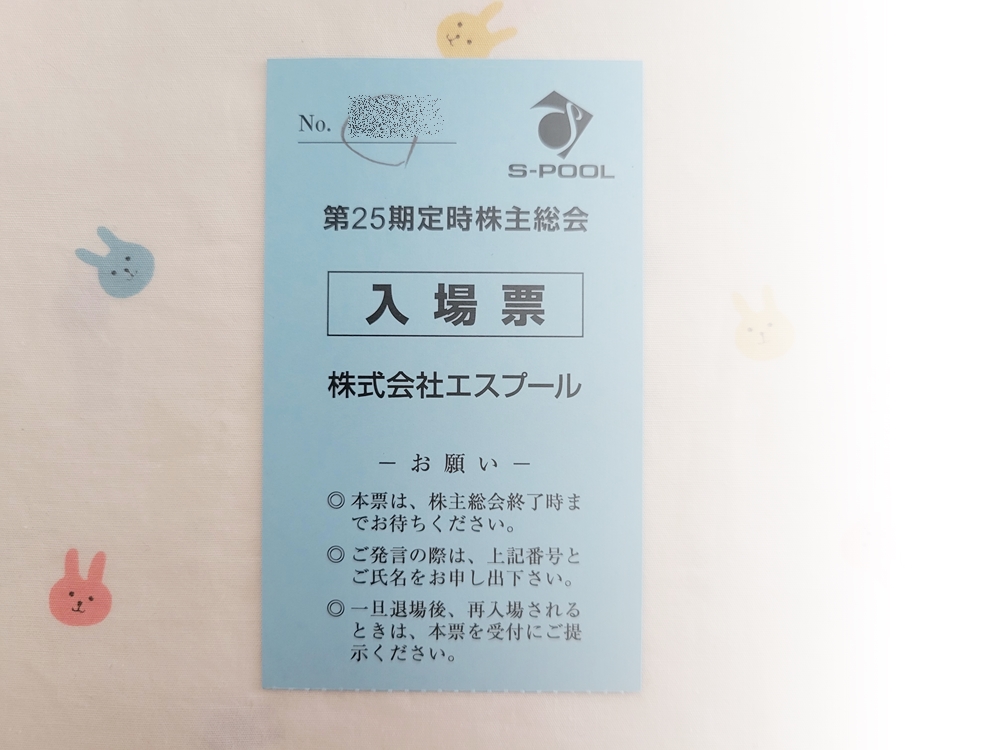 No.
S-POOL
第25期定時株主総会
入場票
株式会社エスプール
－お願い－
◎本票は、株主総会終了時ま
でお待ちください。
◎ご発言の際は、上記番号と
ご氏名をお申し出下さい。
◎一旦退場後、再入場される
ときは、本票を受付にご提
示ください。